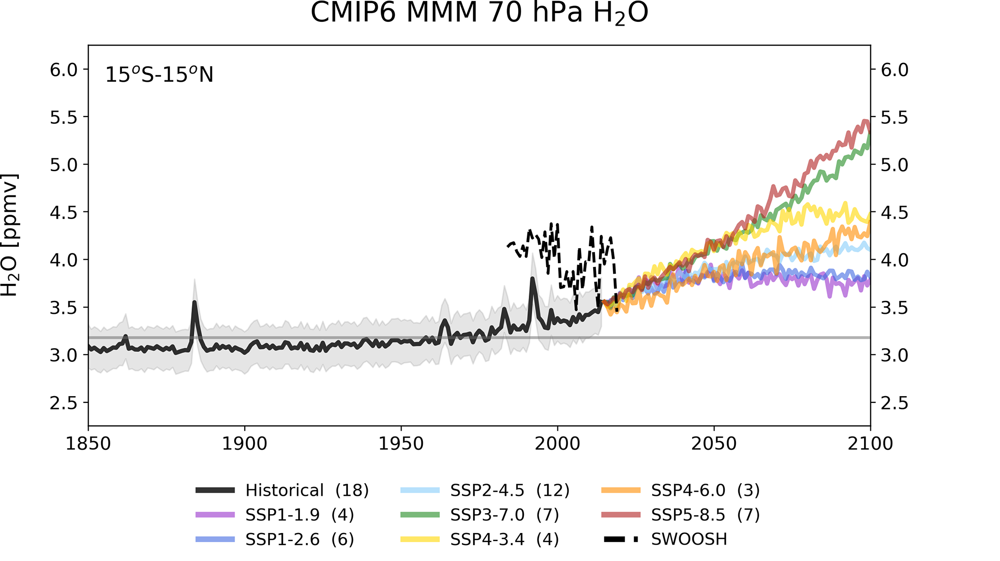 CMIP6 MMM 70 hPa H₂O
15ºS-15ºN
H₂O [ppmv]
6.0
5.5
5.0
4.5
4.0
3.5
3.0
2.5
6.0
5.5
5.0
4.5
4.0
3.5
3.0
2.5
1850 1900 1950 2000 2050 2100
Historical (18)
SSP1-1.9 (4)
SSP1-2.6 (6)
SSP2-4.5 (12)
SSP3-7.0 (7)
SSP4-3.4 (4)
SSP4-6.0 (3)
SSP5-8.5 (7)
SWOOSH